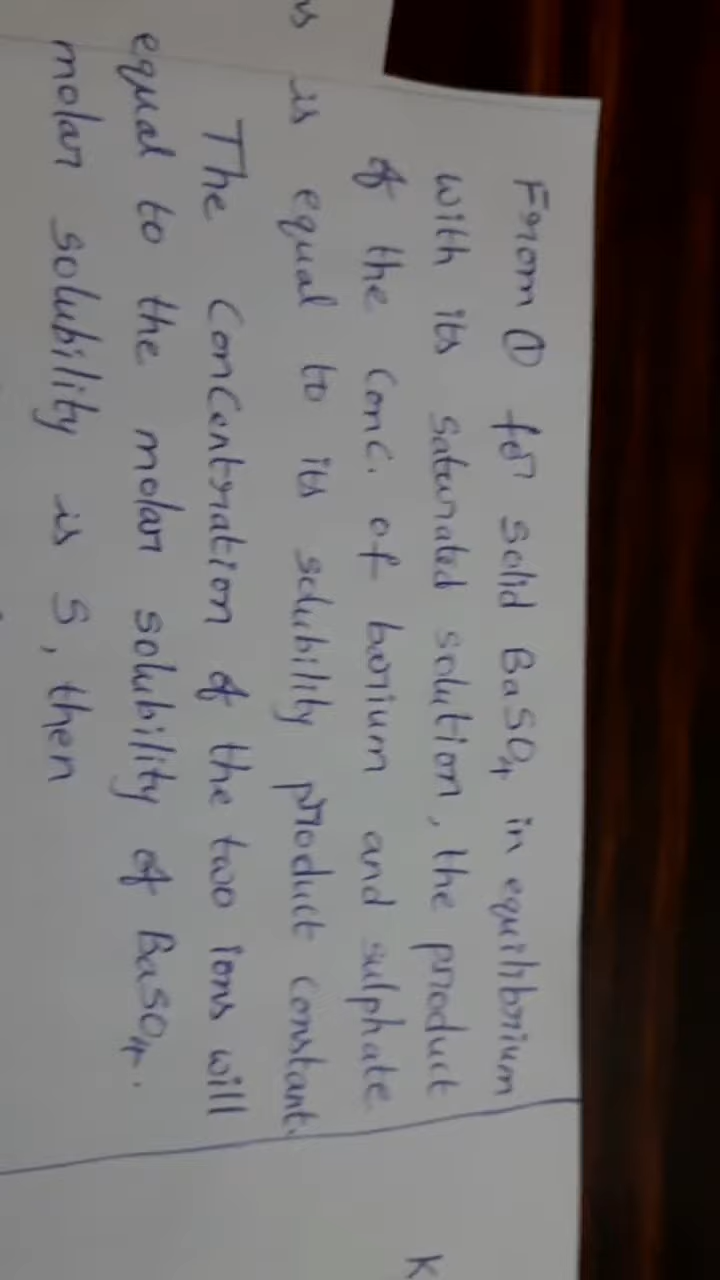 From ① for solid BaSO4 in equilibrium
with its saturated solution, the product
of the conc. of barium and sulphate
is equal to its solubility product constant.
The concentration of the two ions will
equal to the molar solubility of BaSO4.
molar solubility is S, then
K